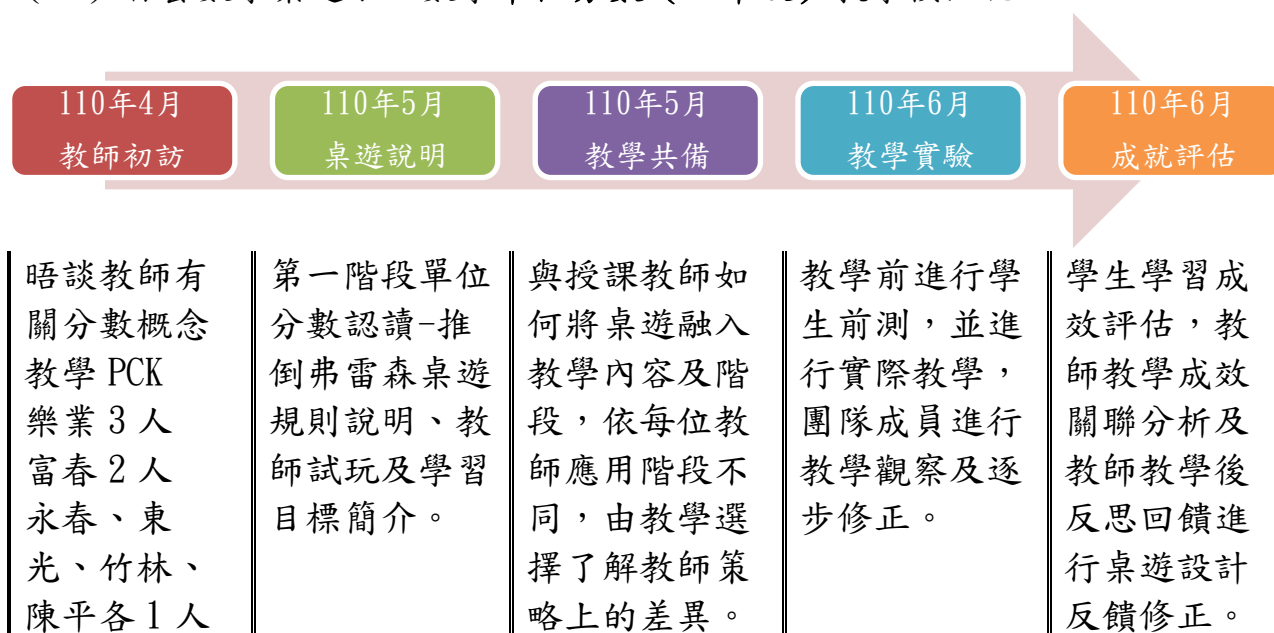 110年4月
教師初訪
110年5月
桌遊說明
110年5月
教學共備
110年6月
教學實驗
110年6月
成就評估
晤談教師有
關分數概念
教學 PCK
樂業 3 人
富春 2 人
永春、東
光、竹林、
陳平各 1 人
第一階段單位
分數認讀-推
倒弗雷森桌遊
規則說明、教
師試玩及學習
目標簡介。
與授課教師如
何將桌遊融入
教學內容及階
段，依每位教
師應用階段不
同，由教學選
擇了解教師策
略上的差異。
教學前進行學
生前測，並進
行實際教學，
團隊成員進行
教學觀察及逐
步修正。
學生學習成
效評估，教
師教學成效
關聯分析及
教師教學後
反思回饋進
行桌遊設計
反饋修正。